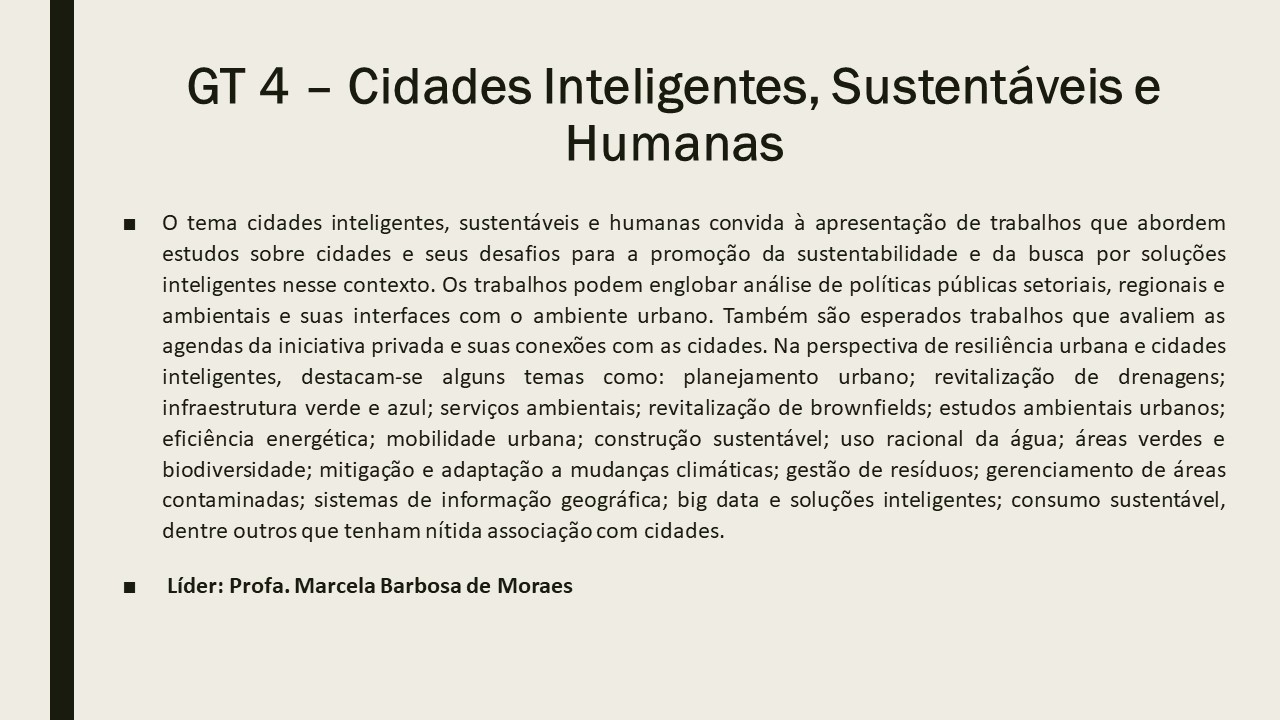 GT 4 – Cidades Inteligentes, Sustentáveis e
Humanas
■ O tema cidades inteligentes, sustentáveis e humanas convida à apresentação de trabalhos que abordem
estudos sobre cidades e seus desafios para a promoção da sustentabilidade e da busca por soluções
inteligentes nesse contexto. Os trabalhos podem englobar análise de políticas públicas setoriais, regionais e
ambientais e suas interfaces com o ambiente urbano. Também são esperados trabalhos que avaliem as
agendas da iniciativa privada e suas conexões com as cidades. Na perspectiva de resiliência urbana e cidades
inteligentes, destacam-se alguns temas como: planejamento urbano; revitalização de drenagens;
infraestrutura verde e azul; serviços ambientais; revitalização de brownfields; estudos ambientais urbanos;
eficiência energética; mobilidade urbana; construção sustentável; uso racional da água; áreas verdes e
biodiversidade; mitigação e adaptação a mudanças climáticas; gestão de resíduos; gerenciamento de áreas
contaminadas; sistemas de informação geográfica; big data e soluções inteligentes; consumo sustentável,
dentre outros que tenham nítida associação com cidades.
■ Líder: Profa. Marcela Barbosa de Moraes